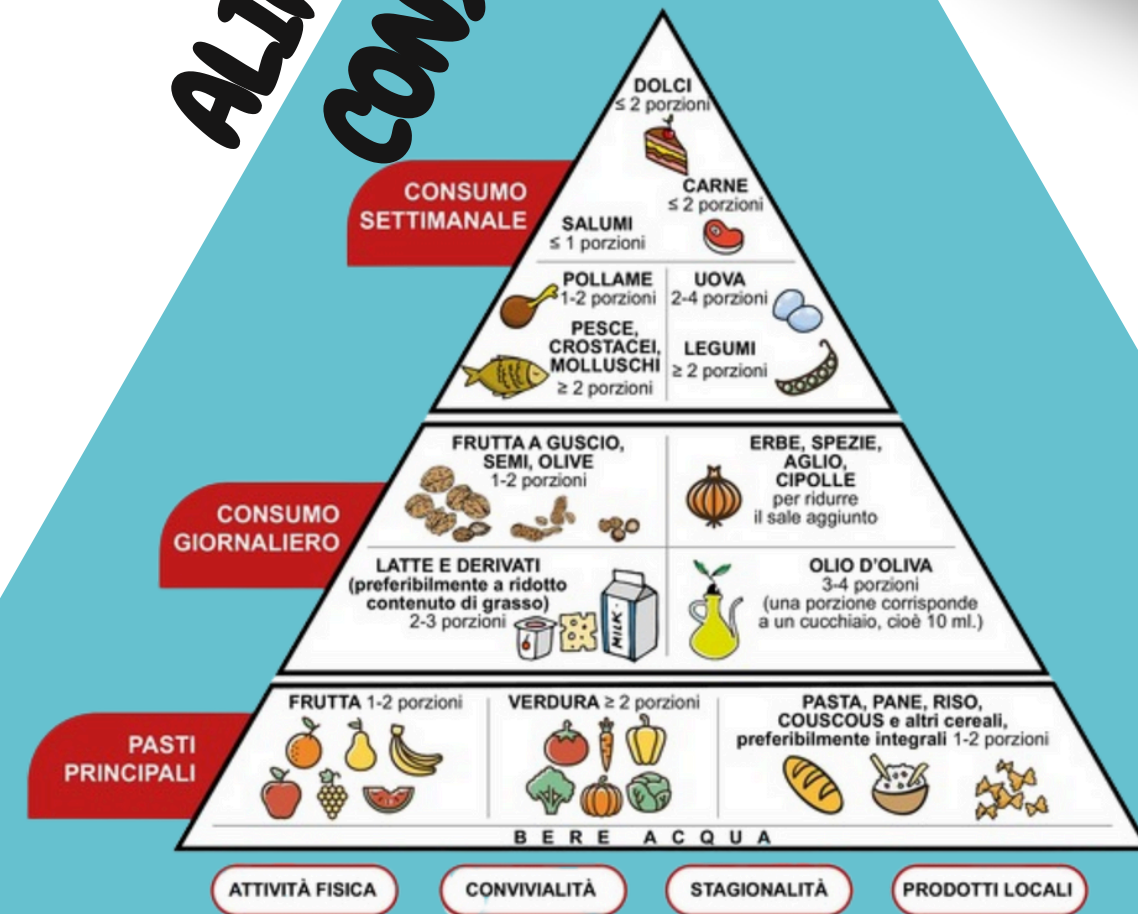 DOLCI
≤ 2 porzioni
CARNE
≤ 2 porzioni
CONSUMO
SETTIMANALE
SALUMI
≤ 1 porzioni
POLLAME
1-2 porzioni
UOVA
2-4 porzioni
PESCE,
CROSTACEI,
MOLLUSCHI
≥ 2 porzioni
LEGUMI
≥ 2 porzioni
FRUTTA A GUSCIO,
SEMI, OLIVE
1-2 porzioni
ERBE, SPEZIE,
AGLIO,
CIPOLLE
per ridurre
il sale aggiunto
CONSUMO
GIORNALIERO
LATTE E DERIVATI
(preferibilmente a ridotto
contenuto di grasso)
2-3 porzioni
MILK
OLIO D'OLIVA
3-4 porzioni
(una porzione corrisponde
a un cucchiaio, cioè 10 ml.)
PASTI
PRINCIPALI
FRUTTA 1-2 porzioni
VERDURA ≥ 2 porzioni
PASTA, PANE, RISO,
COUSCOUS e altri cereali,
preferibilmente integrali 1-2 porzioni
BERE ACQUA
ATTIVITÀ FISICA
CONVIVIALITÀ
STAGIONALITÀ
PRODOTTI LOCALI